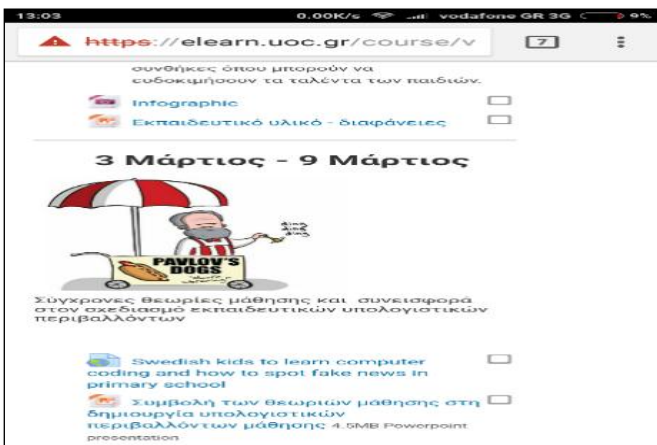 13:03
0.00K/s vodafone GR 3G 9%
https://elearn.uoc.gr/course/v
7
συνθήκες όπου μπορούν να
ευδοκιμήσουν τα ταλέντα των παιδιών.
Infographic
Εκπαιδευτικό υλικό - διαφάνειες
3 Μάρτιος - 9 Μάρτιος
ding
ding
ding
PAVLOV'S
DOGS
Σύγχρονες θεωρίες μάθησης και συνεισφορά
στον σχεδιασμό εκπαιδευτικών υπολογιστικών
περιβαλλόντων
Swedish kids to learn computer
coding and how to spot fake news in
primary school
Συμβολή των θεωριών μάθησης στη
δημιουργία υπολογιστικών
περιβαλλόντων μάθησης 4.5MB Powerpoint
presentation